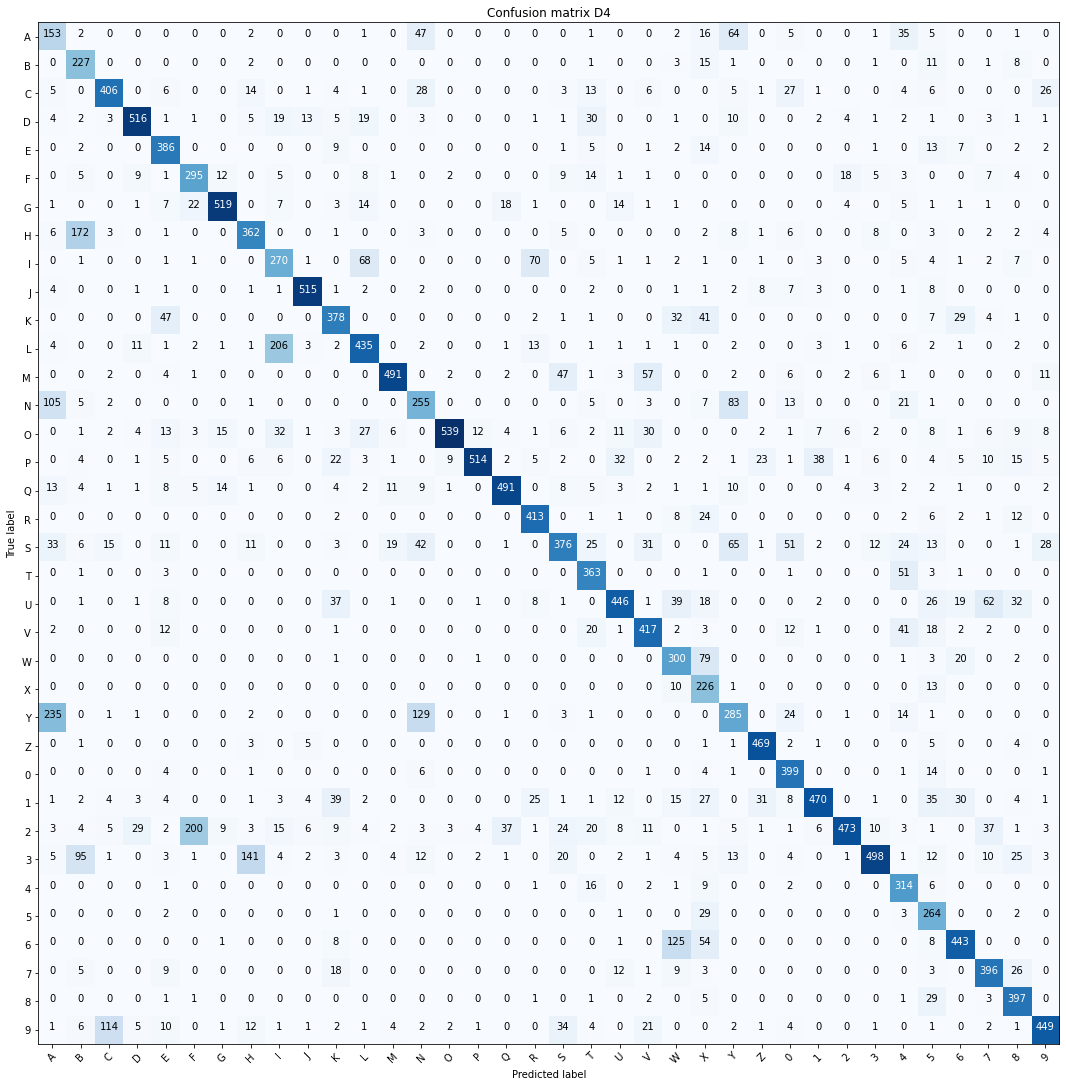 Confusion matrix D4
A 153 2 0 0 0 0 0 2 0 0 0 1 0 47 0 0 0 0 0 1 0 0 2 16 64 0 5 0 0 1 35 5 0 0 1 0
B 0 227 0 0 0 0 0 2 0 0 0 0 0 0 0 0 0 0 0 1 0 0 3 15 1 0 0 0 0 1 0 11 0 1 8 0
C 5 0 406 0 6 0 0 14 0 1 4 1 0 28 0 0 0 0 3 13 0 6 0 0 5 1 27 1 0 0 4 6 0 0 0 26
D 4 2 3 516 1 1 0 5 19 13 5 19 0 3 0 0 0 1 1 30 0 0 1 0 10 0 0 2 4 1 2 1 0 3 1 1
E 0 2 0 0 386 0 0 0 0 0 9 0 0 0 0 0 0 0 1 5 0 1 2 14 0 0 0 0 0 1 0 13 7 0 2 2
F 0 5 0 9 1 295 12 0 5 0 0 8 1 0 2 0 0 0 9 14 1 1 0 0 0 0 0 0 18 5 3 0 0 7 4 0
G 1 0 0 1 7 22 519 0 7 0 3 14 0 0 0 0 18 1 0 0 14 1 1 0 0 0 0 0 4 0 5 1 1 1 0 0
H 6 172 3 0 1 0 0 362 0 0 1 0 0 3 0 0 0 0 5 0 0 0 0 2 8 1 6 0 0 8 0 3 0 2 2 4
I 0 1 0 0 1 1 0 0 270 1 0 68 0 0 0 0 0 70 0 5 1 1 2 1 0 0 1 3 0 0 5 4 1 2 7 0
J 4 0 0 1 1 0 0 1 1 515 1 2 0 2 0 0 0 0 0 2 0 0 1 1 2 8 7 3 0 0 1 8 0 0 0 0
K 0 0 0 0 47 0 0 0 0 0 378 0 0 0 0 0 0 2 1 1 0 0 32 41 0 0 0 0 0 0 0 7 29 4 1 0
L 4 0 0 11 1 2 1 1 206 3 2 435 0 2 0 0 1 13 0 1 1 1 1 0 2 0 0 3 1 0 6 2 1 0 2 0
M 0 0 2 0 4 1 0 0 0 0 0 0 491 0 2 0 2 0 47 1 3 57 0 0 2 0 6 0 2 6 1 0 0 0 0 11
N 105 5 2 0 0 0 0 1 0 0 0 0 0 255 0 0 0 0 0 5 0 3 0 7 83 0 13 0 0 0 21 1 0 0 0 0
O 0 1 2 4 13 3 15 0 32 1 3 27 6 0 539 12 4 1 6 2 11 30 0 0 0 2 1 7 6 2 0 8 1 6 9 8
P 0 4 0 1 5 0 0 6 6 0 22 3 1 0 9 514 2 5 2 0 32 0 2 2 1 23 1 38 1 6 0 4 5 10 15 5
Q 13 4 1 1 8 5 14 1 0 0 4 2 11 9 1 0 491 0 8 5 3 2 1 1 10 0 0 0 4 3 2 2 1 0 0 2
R 0 0 0 0 0 0 0 0 0 0 2 0 0 0 0 0 0 413 0 1 1 0 8 24 0 0 0 0 0 0 2 6 2 1 12 0
S 33 6 15 0 11 0 0 11 0 0 3 0 19 42 0 0 1 0 376 25 0 31 0 0 65 1 51 2 0 12 24 13 0 0 1 28
T 0 1 0 0 3 0 0 0 0 0 0 0 0 0 0 0 0 0 0 363 0 0 0 1 0 0 1 0 0 0 51 3 1 0 0 0
U 0 1 0 1 8 0 0 0 0 0 37 0 1 0 0 1 0 8 1 0 446 1 39 18 0 0 0 2 0 0 0 26 19 62 32 0
V 2 0 0 0 12 0 0 0 0 0 1 0 0 0 0 0 0 0 0 20 1 417 2 3 0 0 12 1 0 0 41 18 2 2 0 0
W 0 0 0 0 0 0 0 0 0 0 1 0 0 0 0 1 0 0 0 0 0 0 300 79 0 0 0 0 0 0 1 3 20 0 2 0
X 0 0 0 0 0 0 0 0 0 0 0 0 0 0 0 0 0 0 0 0 0 0 10 226 1 0 0 0 0 0 0 13 0 0 0 0
Y 235 0 1 1 0 0 0 2 0 0 0 0 0 129 0 0 1 0 3 1 0 0 0 0 285 0 24 0 1 0 14 1 0 0 0 0
Z 0 1 0 0 0 0 0 3 0 5 0 0 0 0 0 0 0 0 0 0 0 0 0 1 1 469 2 1 0 0 0 5 0 0 4 0
0 0 0 0 0 4 0 0 1 0 0 0 0 0 6 0 0 0 0 0 0 0 1 0 4 1 0 399 0 0 0 1 14 0 0 0 1
1 1 2 4 3 4 0 0 1 3 4 39 2 0 0 0 0 0 25 1 1 12 0 15 27 0 31 8 470 0 1 0 35 30 0 4 1
2 3 4 5 29 2 200 9 3 15 6 9 4 2 3 3 4 37 1 24 20 8 11 0 1 5 1 1 6 473 10 3 1 0 37 1 3
3 5 95 1 0 3 1 0 141 4 2 3 0 4 12 0 2 1 0 20 0 2 1 4 5 13 0 4 0 1 498 1 12 0 10 25 3
4 0 0 0 0 1 0 0 0 0 0 0 0 0 0 0 0 0 1 0 16 0 2 1 9 0 0 2 0 0 0 314 6 0 0 0 0
5 0 0 0 0 2 0 0 0 0 0 1 0 0 0 0 0 0 0 0 0 1 0 0 29 0 0 0 0 0 0 3 264 0 0 2 0
6 0 0 0 0 0 0 1 0 0 0 8 0 0 0 0 0 0 0 0 0 1 0 125 54 0 0 0 0 0 0 0 8 443 0 0 0
7 0 5 0 0 9 0 0 0 0 0 18 0 0 0 0 0 0 0 0 0 12 1 9 3 0 0 0 0 0 0 0 3 0 396 26 0
8 0 0 0 0 1 1 0 0 0 0 0 0 0 0 0 0 0 1 0 1 0 2 0 5 0 0 0 0 0 0 1 29 0 3 397 0
9 1 6 114 5 10 0 1 12 1 1 2 1 4 2 2 1 0 0 34 4 0 21 0 0 2 1 4 0 0 1 0 1 0 2 1 449
A B C D E F G H I J K L M N O P Q R S T U V W X Y Z 0 1 2 3 4 5 6 7 8 9
True label
Predicted label